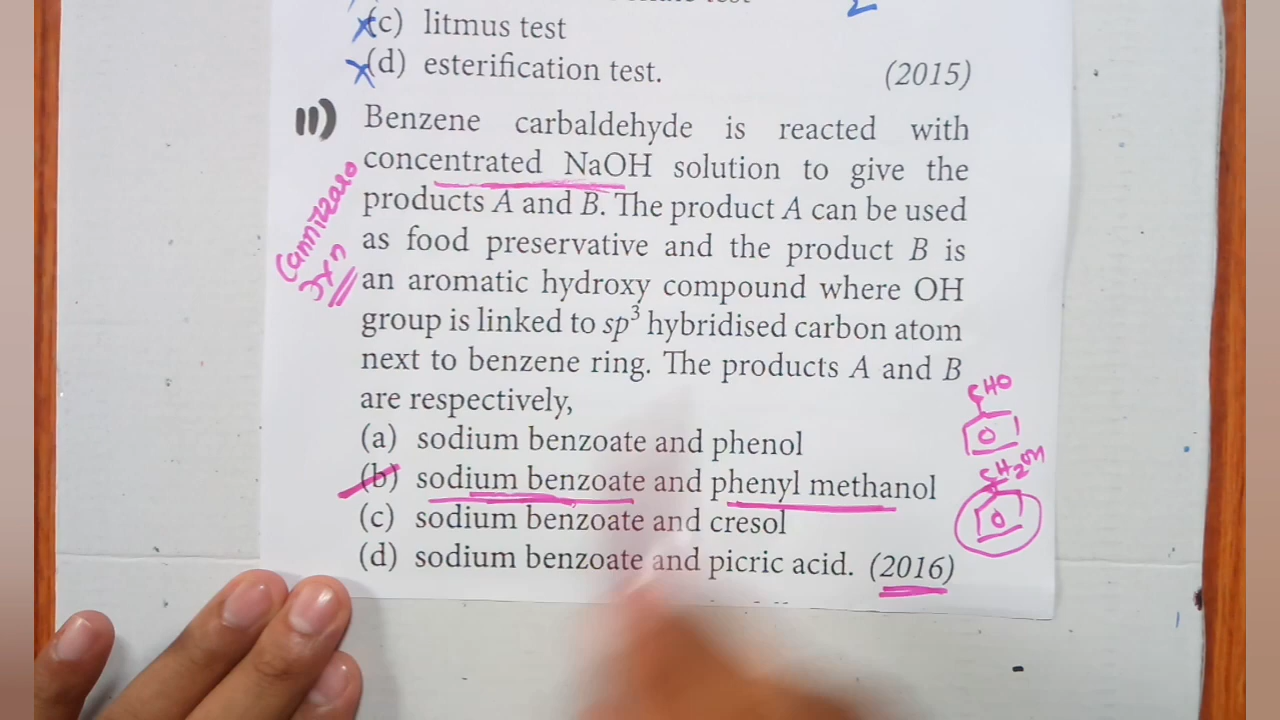 (c) litmus test
(d) esterification test. (2015)
11) Benzene carbaldehyde is reacted with
concentrated NaOH solution to give the
products A and B. The product A can be used
as food preservative and the product B is
an aromatic hydroxy compound where OH
group is linked to sp³ hybridised carbon atom
next to benzene ring. The products A and B
are respectively,
(a) sodium benzoate and phenol
(b) sodium benzoate and phenyl methanol
(c) sodium benzoate and cresol
(d) sodium benzoate and picric acid. (2016)
Cannizzaro
rxn
CHO